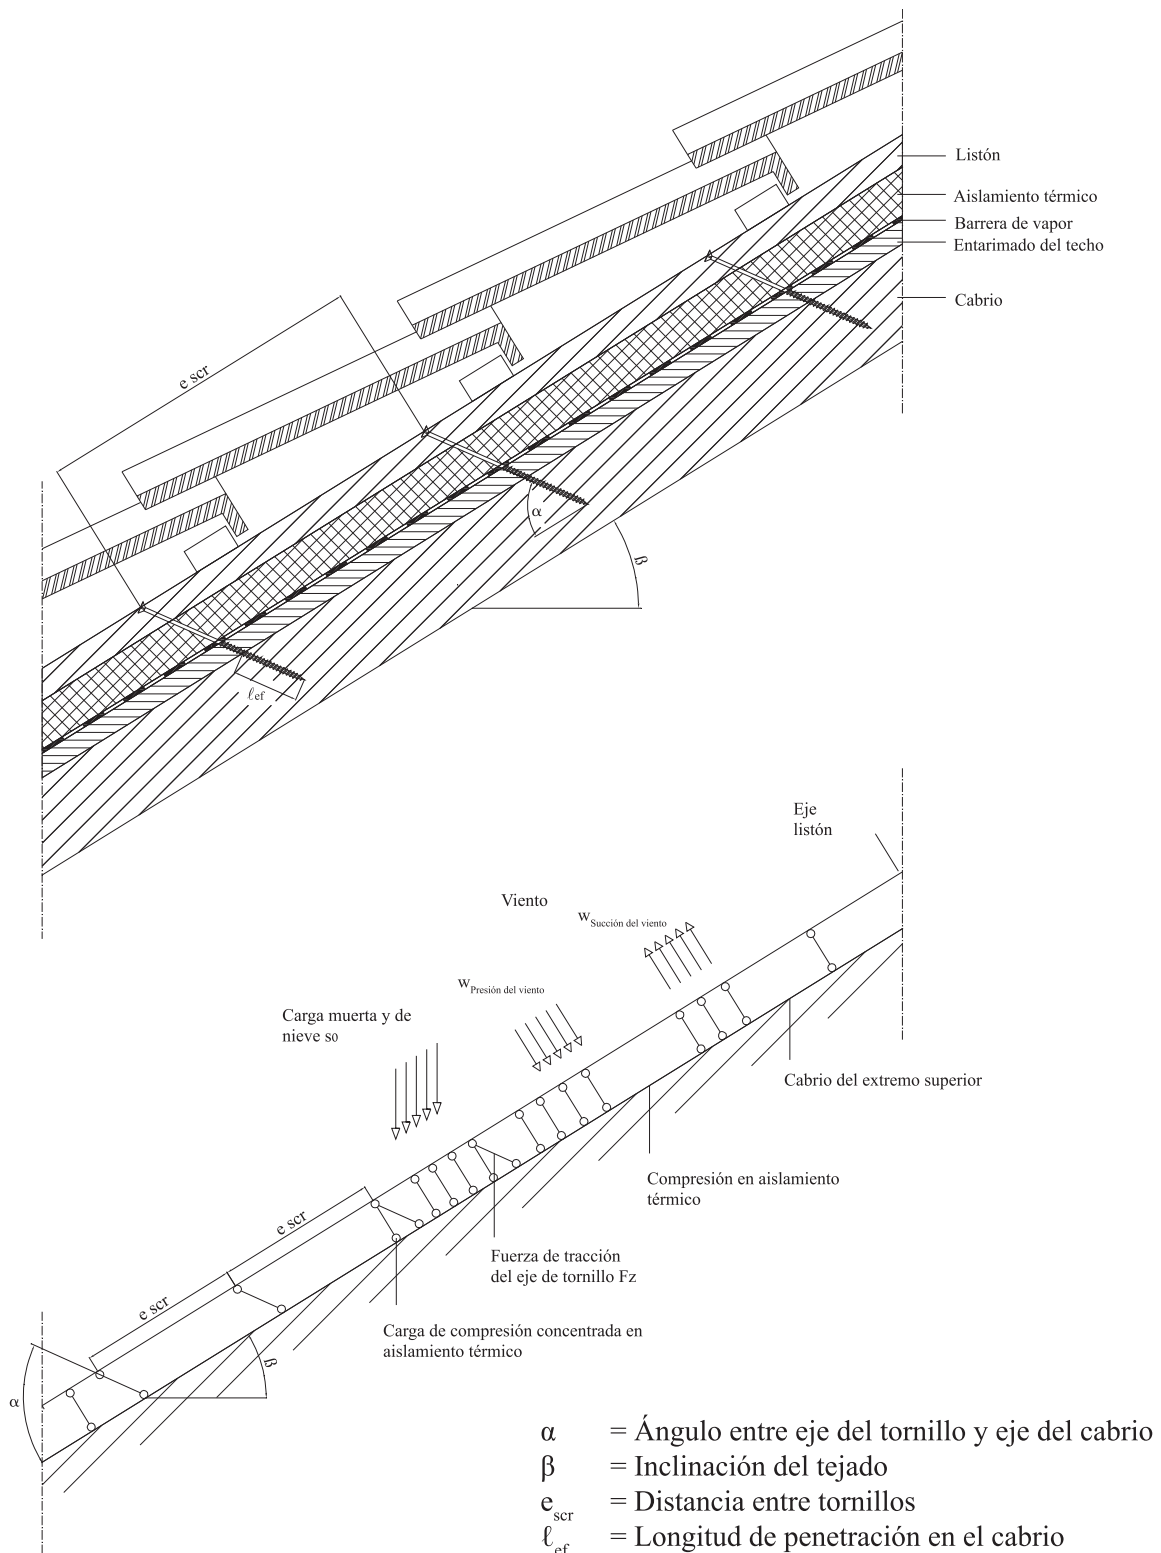 Listón
Aislamiento térmico
Barrera de vapor
Entarimado del techo
Cabrio
e scr
α
ß
ℓef
Eje
listón
Viento
wSucción del viento
wPresión del viento
Carga muerta y de
nieve s0
Cabrio del extremo superior
Compresión en aislamiento
térmico
e scr
Fuerza de tracción
del eje de tornillo Fz
e scr
Carga de compresión concentrada en
aislamiento térmico
ß
α
α = Ángulo entre eje del tornillo y eje del cabrio
β = Inclinación del tejado
escr = Distancia entre tornillos
ℓef = Longitud de penetración en el cabrio